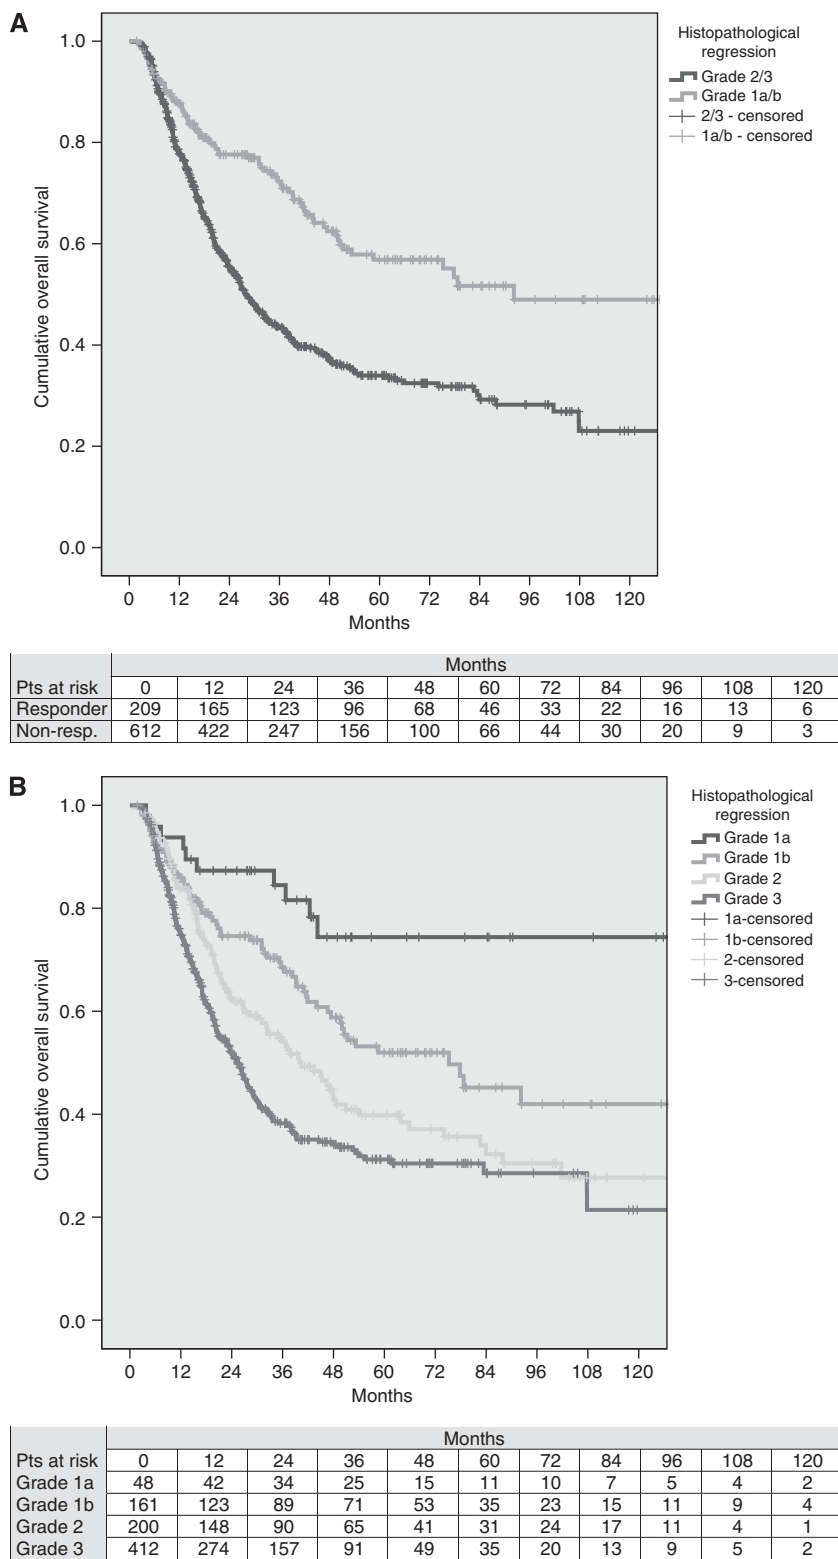 A
Histopathological
regression
Grade 2/3
Grade 1a/b
2/3 - censored
1a/b - censored
Cumulative overall survival
1.0
0.8
0.6
0.4
0.2
0.0
0 12 24 36 48 60 72 84 96 108 120
Months
Months
Pts at risk 0 12 24 36 48 60 72 84 96 108 120
Responder 209 165 123 96 68 46 33 22 16 13 6
Non-resp. 612 422 247 156 100 66 44 30 20 9 3
B
Histopathological
regression
Grade 1a
Grade 1b
Grade 2
Grade 3
1a-censored
1b-censored
2-censored
3-censored
Cumulative overall survival
1.0
0.8
0.6
0.4
0.2
0.0
0 12 24 36 48 60 72 84 96 108 120
Months
Months
Pts at risk 0 12 24 36 48 60 72 84 96 108 120
Grade 1a 48 42 34 25 15 11 10 7 5 4 2
Grade 1b 161 123 89 71 53 35 23 15 11 9 4
Grade 2 200 148 90 65 41 31 24 17 11 4 1
Grade 3 412 274 157 91 49 35 20 13 9 5 2